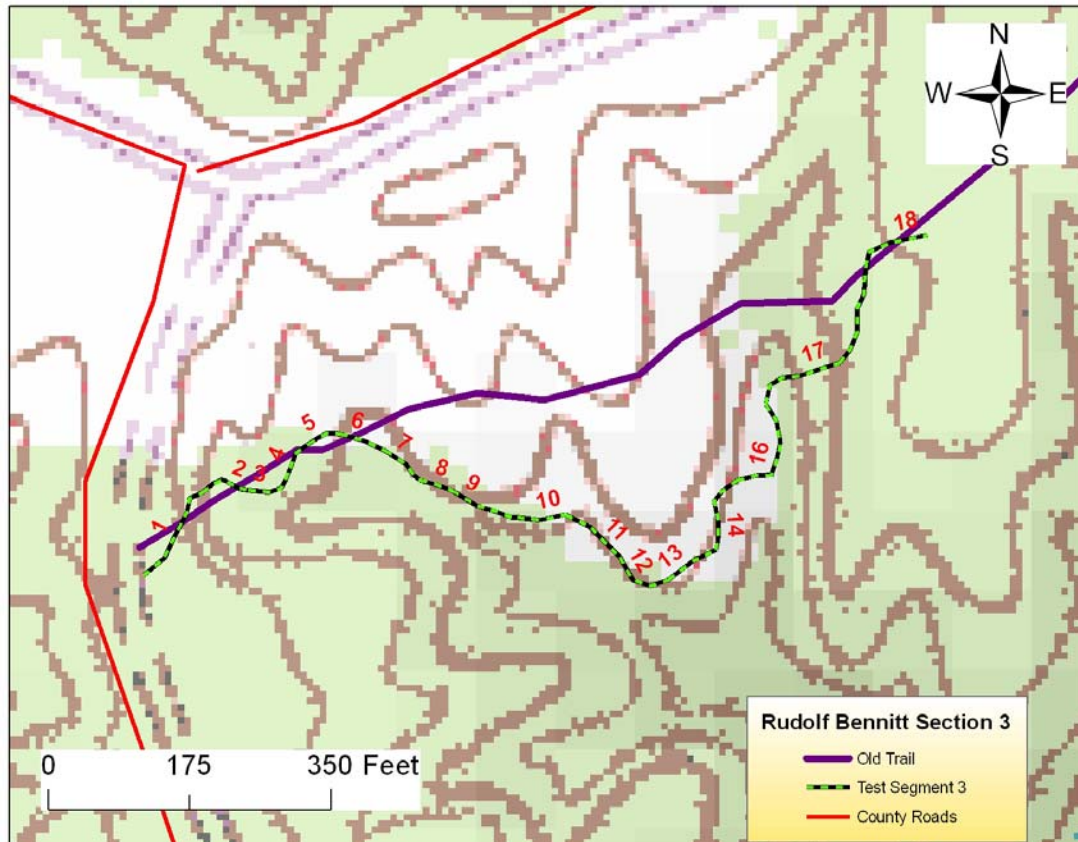 N
W E
S
18
17
5
6
4
7
2
3
8
9
16
10
1
11
14
12
13
Rudolf Bennitt Section 3
Old Trail
Test Segment 3
County Roads
0 175 350 Feet